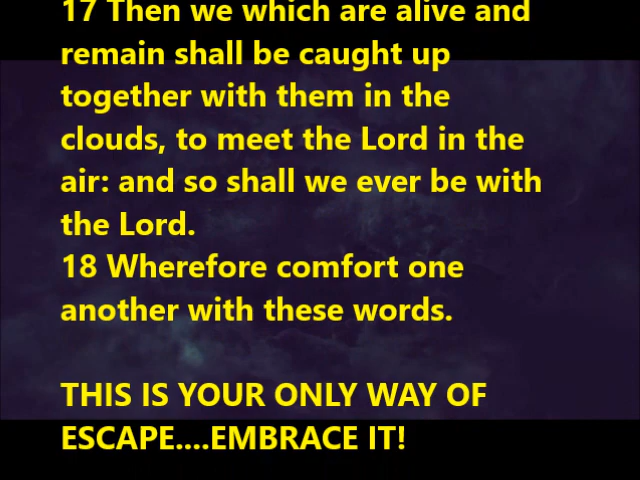 17 Then we which are alive and
remain shall be caught up
together with them in the
clouds, to meet the Lord in the
air: and so shall we ever be with
the Lord.
18 Wherefore comfort one
another with these words.
THIS IS YOUR ONLY WAY OF
ESCAPE....EMBRACE IT!